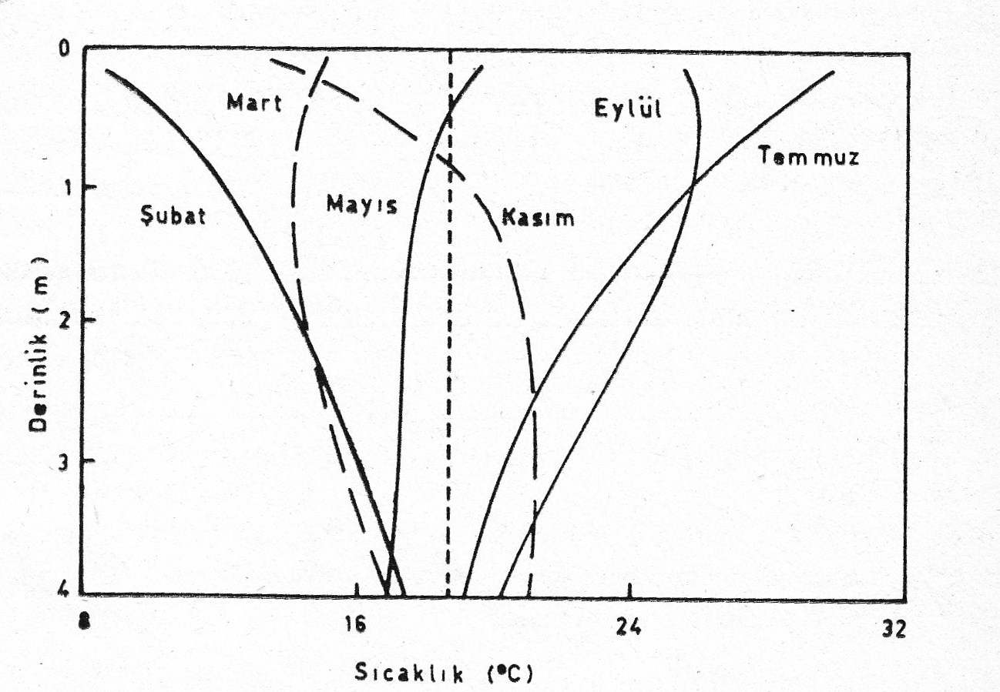 0
Mart
Eylül
Temmuz
1
Mayıs
Şubat
Kasım
Derinlik (m)
2
3
4
8
16
24
32
Sıcaklık (°C)